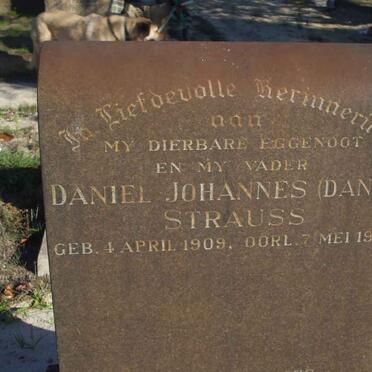 In Liefdevolle Herinneri
aan
MY DIERBARE EGGENOOT
EN MY VADER
DANIEL JOHANNES (DAN
STRAUSS
GEB. 4 APRIL 1909, OORL. 7 MEI 19